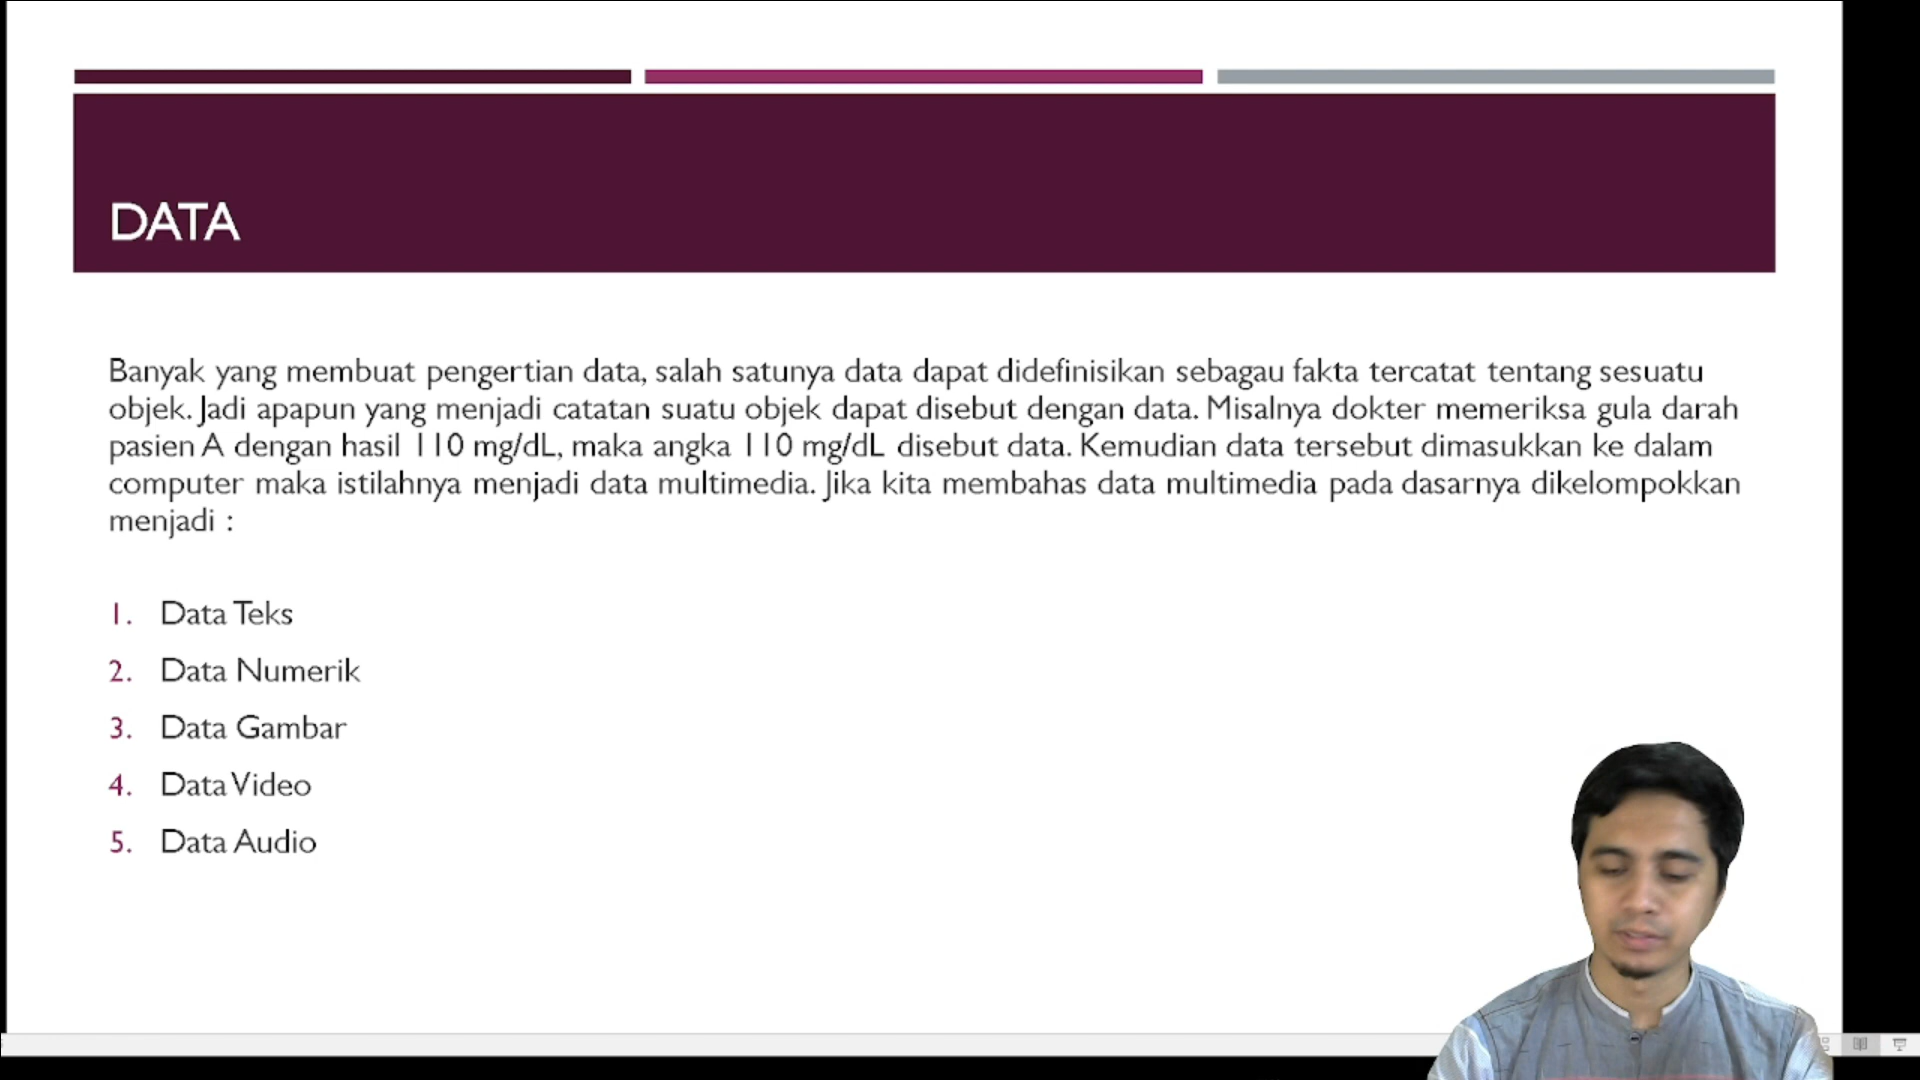 DATA
Banyak yang membuat pengertian data, salah satunya data dapat didefinisikan sebagau fakta tercatat tentang sesuatu
objek. Jadi apapun yang menjadi catatan suatu objek dapat disebut dengan data. Misalnya dokter memeriksa gula darah
pasien A dengan hasil 110 mg/dL, maka angka 110 mg/dL disebut data. Kemudian data tersebut dimasukkan ke dalam
computer maka istilahnya menjadi data multimedia. Jika kita membahas data multimedia pada dasarnya dikelompokkan
menjadi :
1. Data Teks
2. Data Numerik
3. Data Gambar
4. Data Video
5. Data Audio